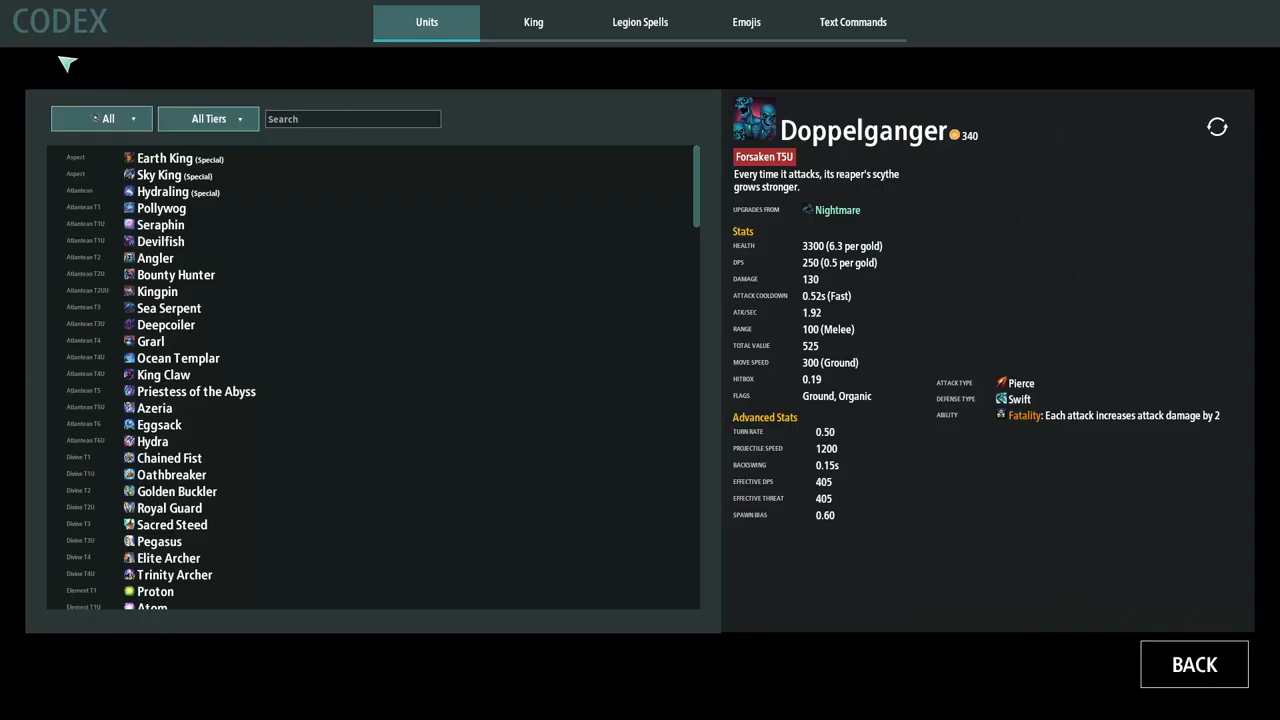 CODEX
Units
King
Legion Spells
Emojis
Text Commands
All
All Tiers
Search
Aspect Earth King (Special)
Aspect Sky King (Special)
Atlantean Hydraling (Special)
Atlantean T1 Pollywog
Atlantean T1U Seraphin
Atlantean T1U Devilfish
Atlantean T2 Angler
Atlantean T2U Bounty Hunter
Atlantean T2UU Kingpin
Atlantean T3 Sea Serpent
Atlantean T3U Deepcoiler
Atlantean T4 Grarl
Atlantean T4U Ocean Templar
Atlantean T4U King Claw
Atlantean T5 Priestess of the Abyss
Atlantean T5U Azeria
Atlantean T6 Eggsack
Atlantean T6U Hydra
Divine T1 Chained Fist
Divine T1U Oathbreaker
Divine T2 Golden Buckler
Divine T2U Royal Guard
Divine T3 Sacred Steed
Divine T3U Pegasus
Divine T4 Elite Archer
Divine T4U Trinity Archer
Element T1 Proton
Element T1U Atom
Doppelganger 340
Forsaken T5U
Every time it attacks, its reaper's scythe
grows stronger.
UPGRADES FROM Nightmare
Stats
HEALTH 3300 (6.3 per gold)
DPS 250 (0.5 per gold)
DAMAGE 130
ATTACK COOLDOWN 0.52s (Fast)
ATK/SEC 1.92
RANGE 100 (Melee)
TOTAL VALUE 525
MOVE SPEED 300 (Ground)
HITBOX 0.19
FLAGS Ground, Organic
ATTACK TYPE Pierce
DEFENSE TYPE Swift
ABILITY Fatality: Each attack increases attack damage by 2
Advanced Stats
TURN RATE 0.50
PROJECTILE SPEED 1200
BACKSWING 0.15s
EFFECTIVE DPS 405
EFFECTIVE THREAT 405
SPAWN BIAS 0.60
BACK